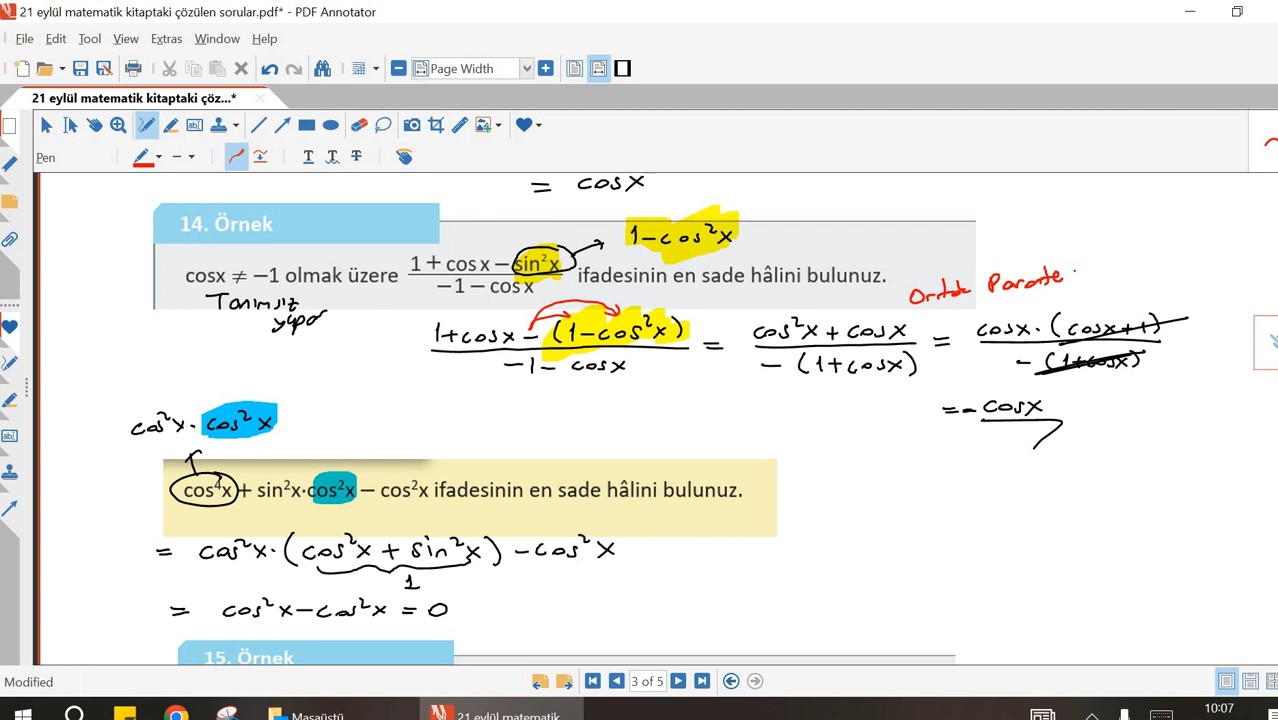 21 eylül matematik kitaptaki çözülen sorular.pdf* - PDF Annotator
File Edit Tool View Extras Window Help
Page Width
21 eylül matematik kitaptaki çöz...*
Pen
= cosx
14. Örnek
1-cos²x
cosx ≠ −1 olmak üzere (1 + cos x − sin²x)/(−1 − cosx) ifadesinin en sade hâlini bulunuz.
Tanımsız yapar
Ortak Parante
(1+cosx-(1-cos²x))/(-1-cosx) = (cos²x+cosx)/(-(1+cosx)) = (cosx.(cosx+1))/(-(1+cosx))
=-cosx
cos²x.cos²x
cos⁴x + sin²x·cos²x − cos²x ifadesinin en sade hâlini bulunuz.
= cos²x.(cos²x+sin²x)-cos²x
1
= cos²x-cos²x=0
15. Örnek
3 of 5
Modified
Masaüstü
21 eylül matematik
10:07